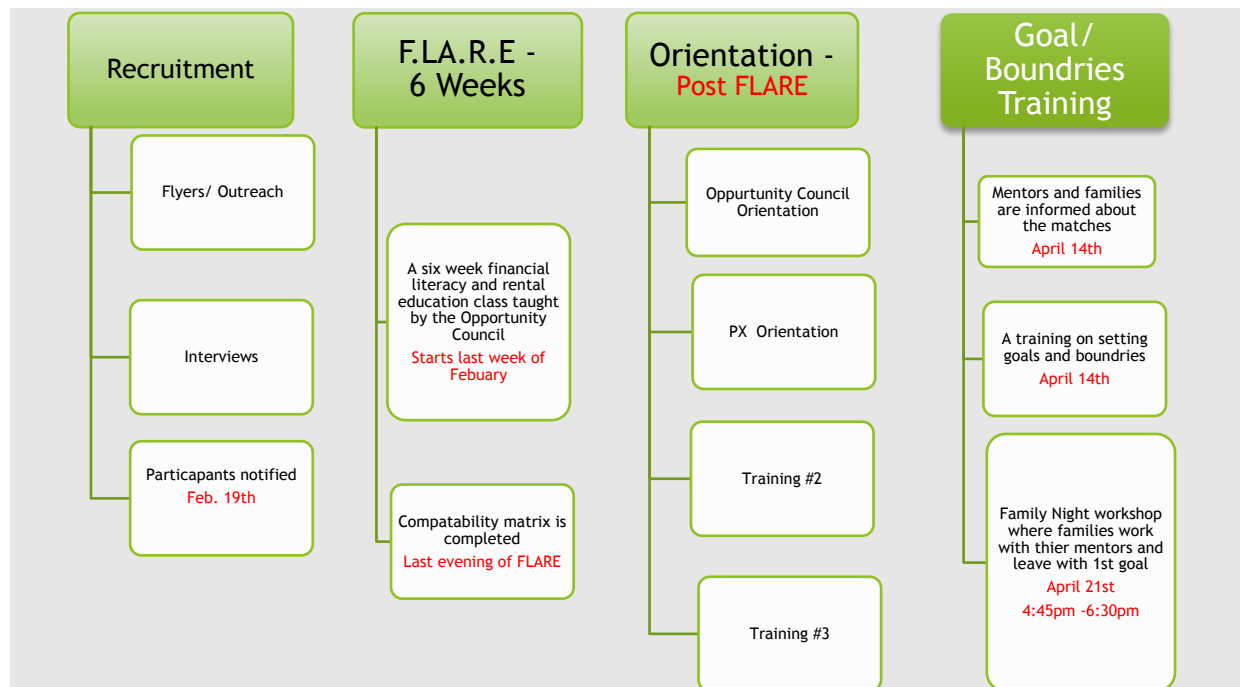 Recruitment
Flyers/ Outreach
Interviews
Particapants notified
Feb. 19th
F.LA.R.E -
6 Weeks
A six week financial
literacy and rental
education class taught
by the Opportunity
Council
Starts last week of
Febuary
Compatability matrix is
completed
Last evening of FLARE
Orientation -
Post FLARE
Oppurtunity Council
Orientation
PX Orientation
Training #2
Training #3
Goal/
Boundries
Training
Mentors and families
are informed about
the matches
April 14th
A training on setting
goals and boundries
April 14th
Family Night workshop
where families work
with thier mentors and
leave with 1st goal
April 21st
4:45pm -6:30pm